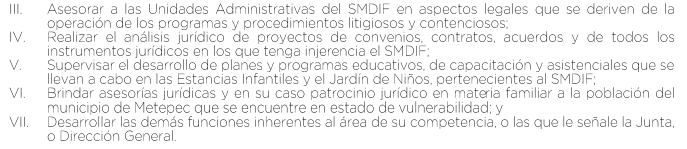 III. Asesorar a las Unidades Administrativas del SMDIF en aspectos legales que se deriven de la
operación de los programas y procedimientos litigiosos y contenciosos;
IV. Realizar el análisis jurídico de proyectos de convenios, contratos, acuerdos y de todos los
instrumentos jurídicos en los que tenga injerencia el SMDIF;
V. Supervisar el desarrollo de planes y programas educativos, de capacitación y asistenciales que se
llevan a cabo en las Estancias Infantiles y el Jardín de Niños, pertenecientes al SMDIF;
VI. Brindar asesorías jurídicas y en su caso patrocinio jurídico en materia familiar a la población del
municipio de Metepec que se encuentre en estado de vulnerabilidad; y
VII. Desarrollar las demás funciones inherentes al área de su competencia, o las que le señale la Junta,
o Dirección General.